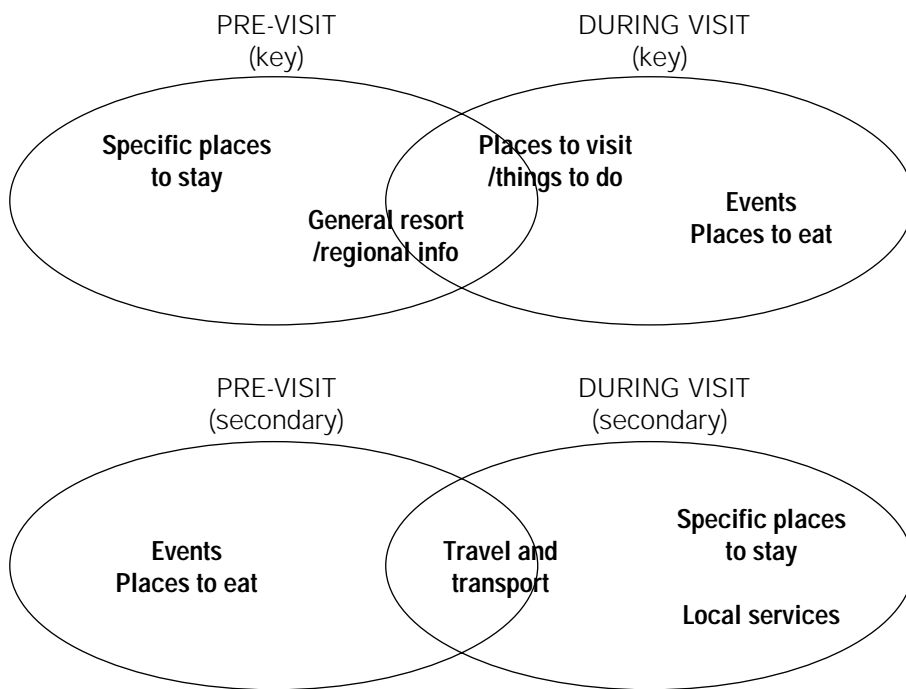 PRE-VISIT
(key)
DURING VISIT
(key)
Specific places
to stay
Places to visit
/things to do
General resort
/regional info
Events
Places to eat
PRE-VISIT
(secondary)
DURING VISIT
(secondary)
Events
Places to eat
Travel and
transport
Specific places
to stay
Local services